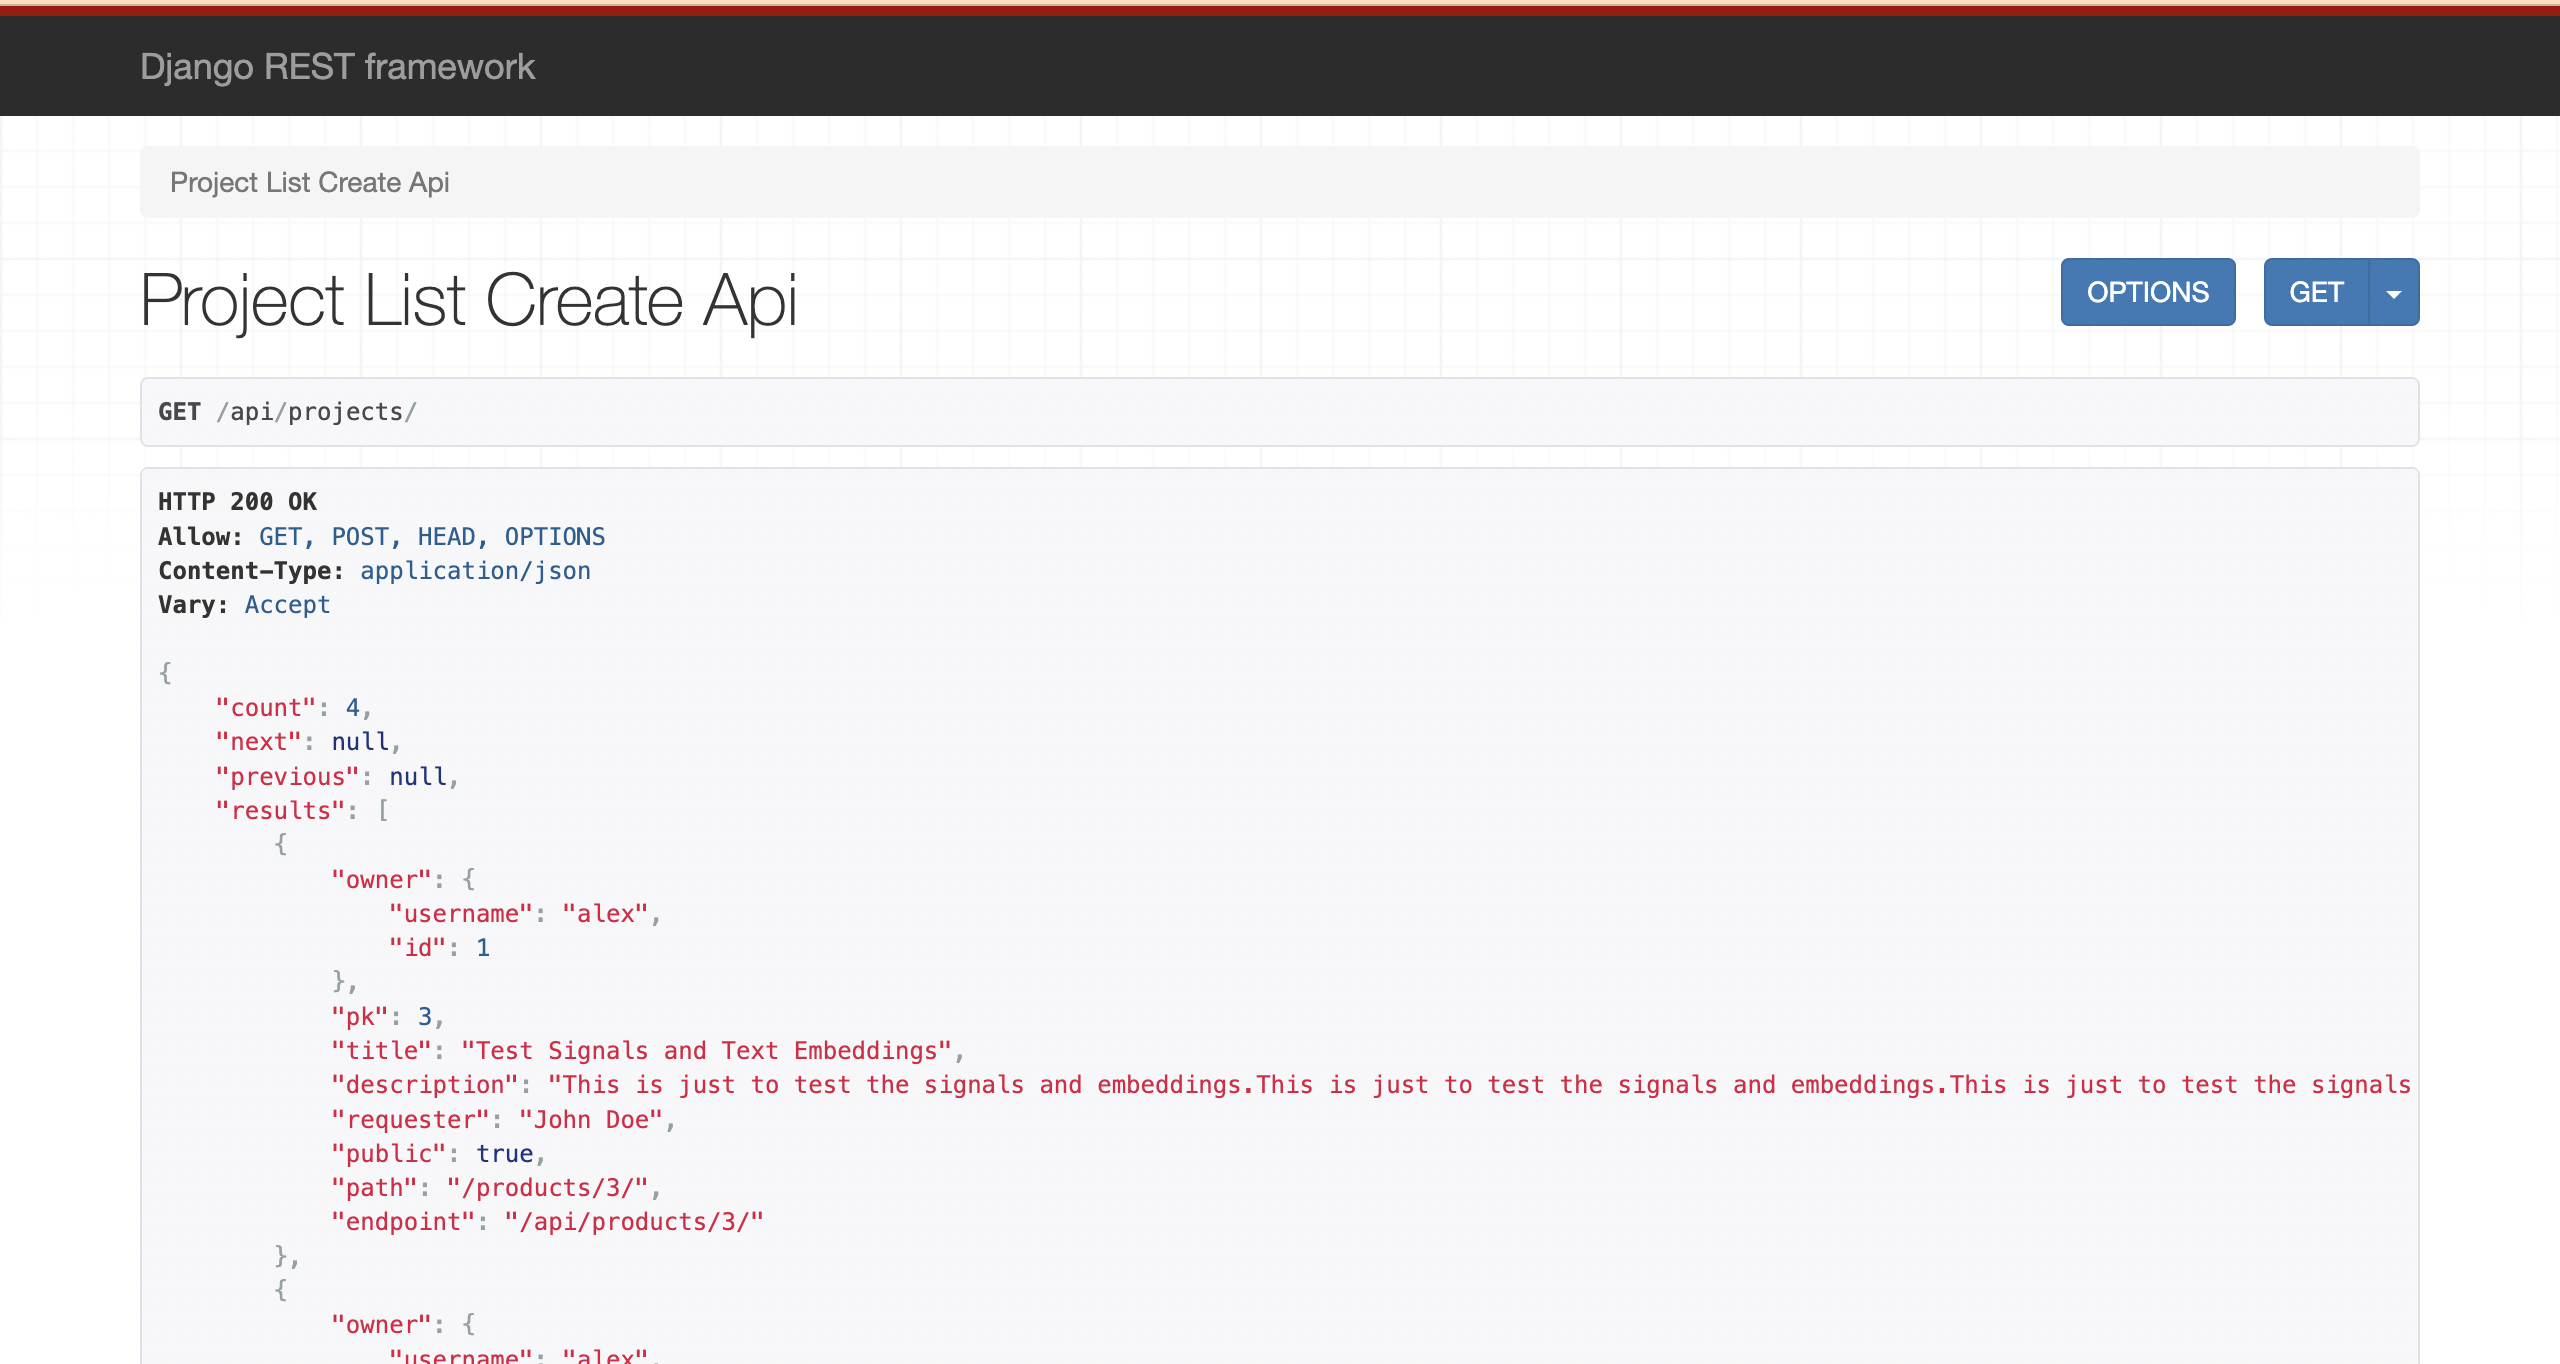 Django REST framework
Project List Create Api
Project List Create Api
OPTIONS
GET
GET /api/projects/
HTTP 200 OK
Allow: GET, POST, HEAD, OPTIONS
Content-Type: application/json
Vary: Accept
{
    "count": 4,
    "next": null,
    "previous": null,
    "results": [
        {
            "owner": {
                "username": "alex",
                "id": 1
            },
            "pk": 3,
            "title": "Test Signals and Text Embeddings",
            "description": "This is just to test the signals and embeddings.This is just to test the signals and embeddings.This is just to test the signals
            "requester": "John Doe",
            "public": true,
            "path": "/products/3/",
            "endpoint": "/api/products/3/"
        },
        {
            "owner": {
                "username": "alex",